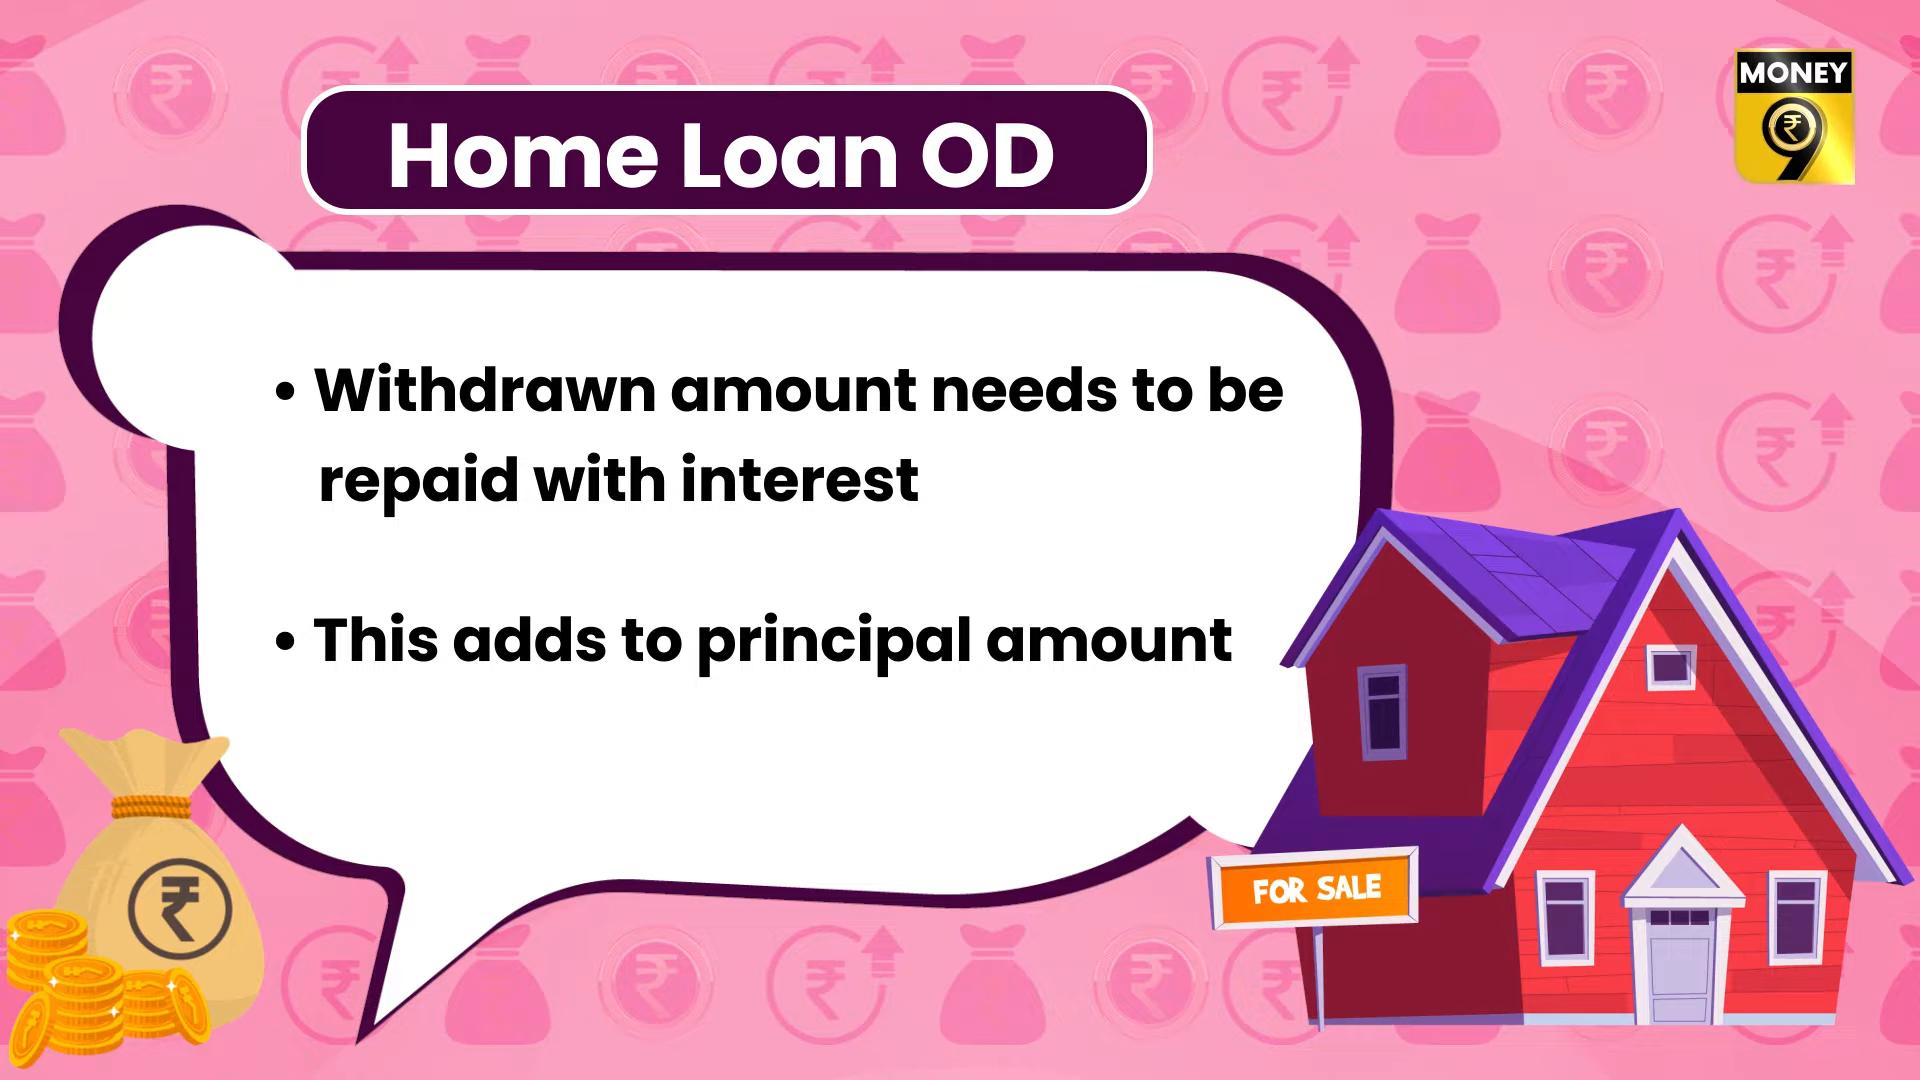 MONEY
9
Home Loan OD
• Withdrawn amount needs to be
repaid with interest
• This adds to principal amount
FOR SALE
₹